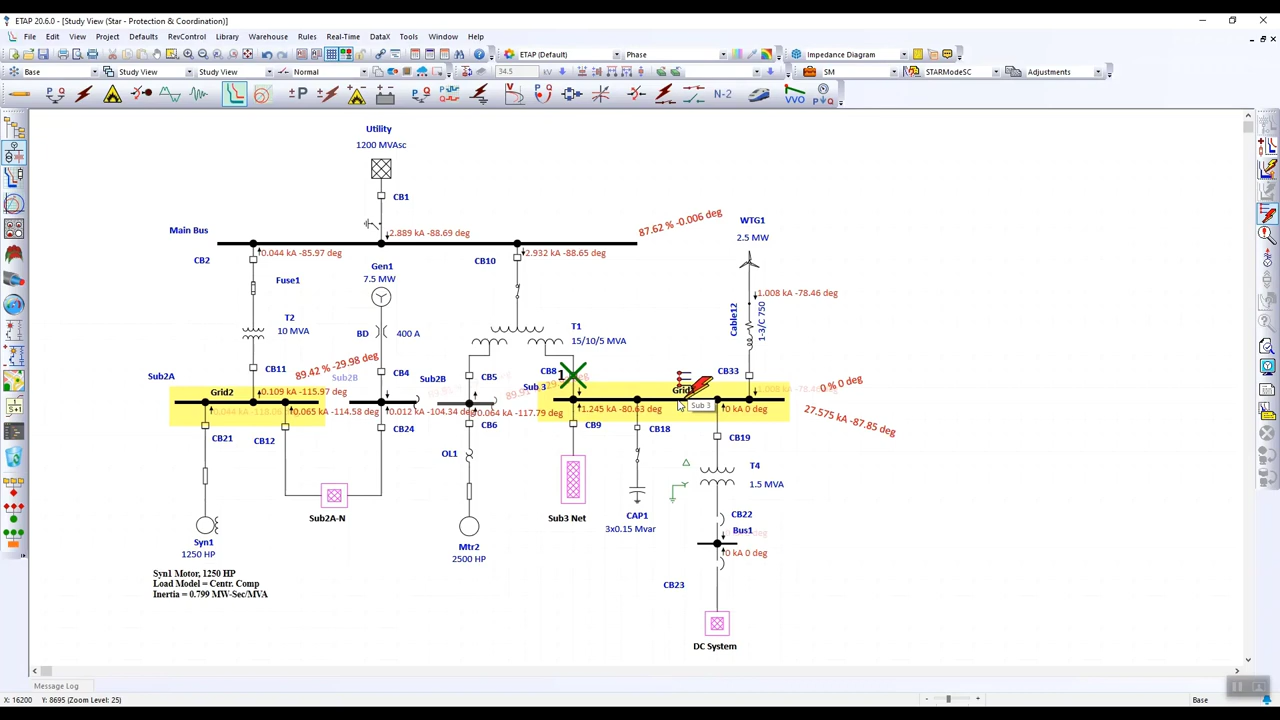 ETAP 20.6.0 - [Study View (Star - Protection & Coordination)]
File Edit View Project Defaults RevControl Library Warehouse Rules Real-Time DataX Tools Window Help
ETAP (Default) Phase Impedance Diagram
Base Study View Study View Normal 34.5 kV SM STARModeSC Adjustments
N-2 VVO
Utility
1200 MVAsc
CB1
87.62 % -0.006 deg
WTG1
2.5 MW
Main Bus
2.889 kA -88.69 deg
CB2
0.044 kA -85.97 deg
CB10
2.932 kA -88.65 deg
Gen1
7.5 MW
Fuse1
1.008 kA -78.46 deg
T2
10 MVA
BD
400 A
T1
15/10/5 MVA
Cable12
1-3/C 750
89.42 % -29.98 deg
CB11
CB4
CB5
CB8
1
CB33
Sub2A
Sub2B
Sub2B
Sub 3
0 % 0 deg
Grid2
0.109 kA -115.97
Grid1
Sub 3
1.008 kA -78.46 deg
0.044 kA -118.06
0.065 kA -114.58 deg
0.012 kA -104.34 deg
0.064 kA -117.79 deg
1.245 kA -80.63 deg
0 kA 0 deg
27.575 kA -87.85 deg
CB21
CB12
CB24
CB6
CB9
CB18
CB19
OL1
T4
1.5 MVA
Sub2A-N
Sub3 Net
CAP1
3x0.15 Mvar
CB22
Bus1
Syn1
1250 HP
Mtr2
2500 HP
0 kA 0 deg
Syn1 Motor, 1250 HP
Load Model = Centr. Comp
Inertia = 0.799 MW-Sec/MVA
CB23
DC System
Message Log
X: 16200 Y: 8695 (Zoom Level: 25) Base